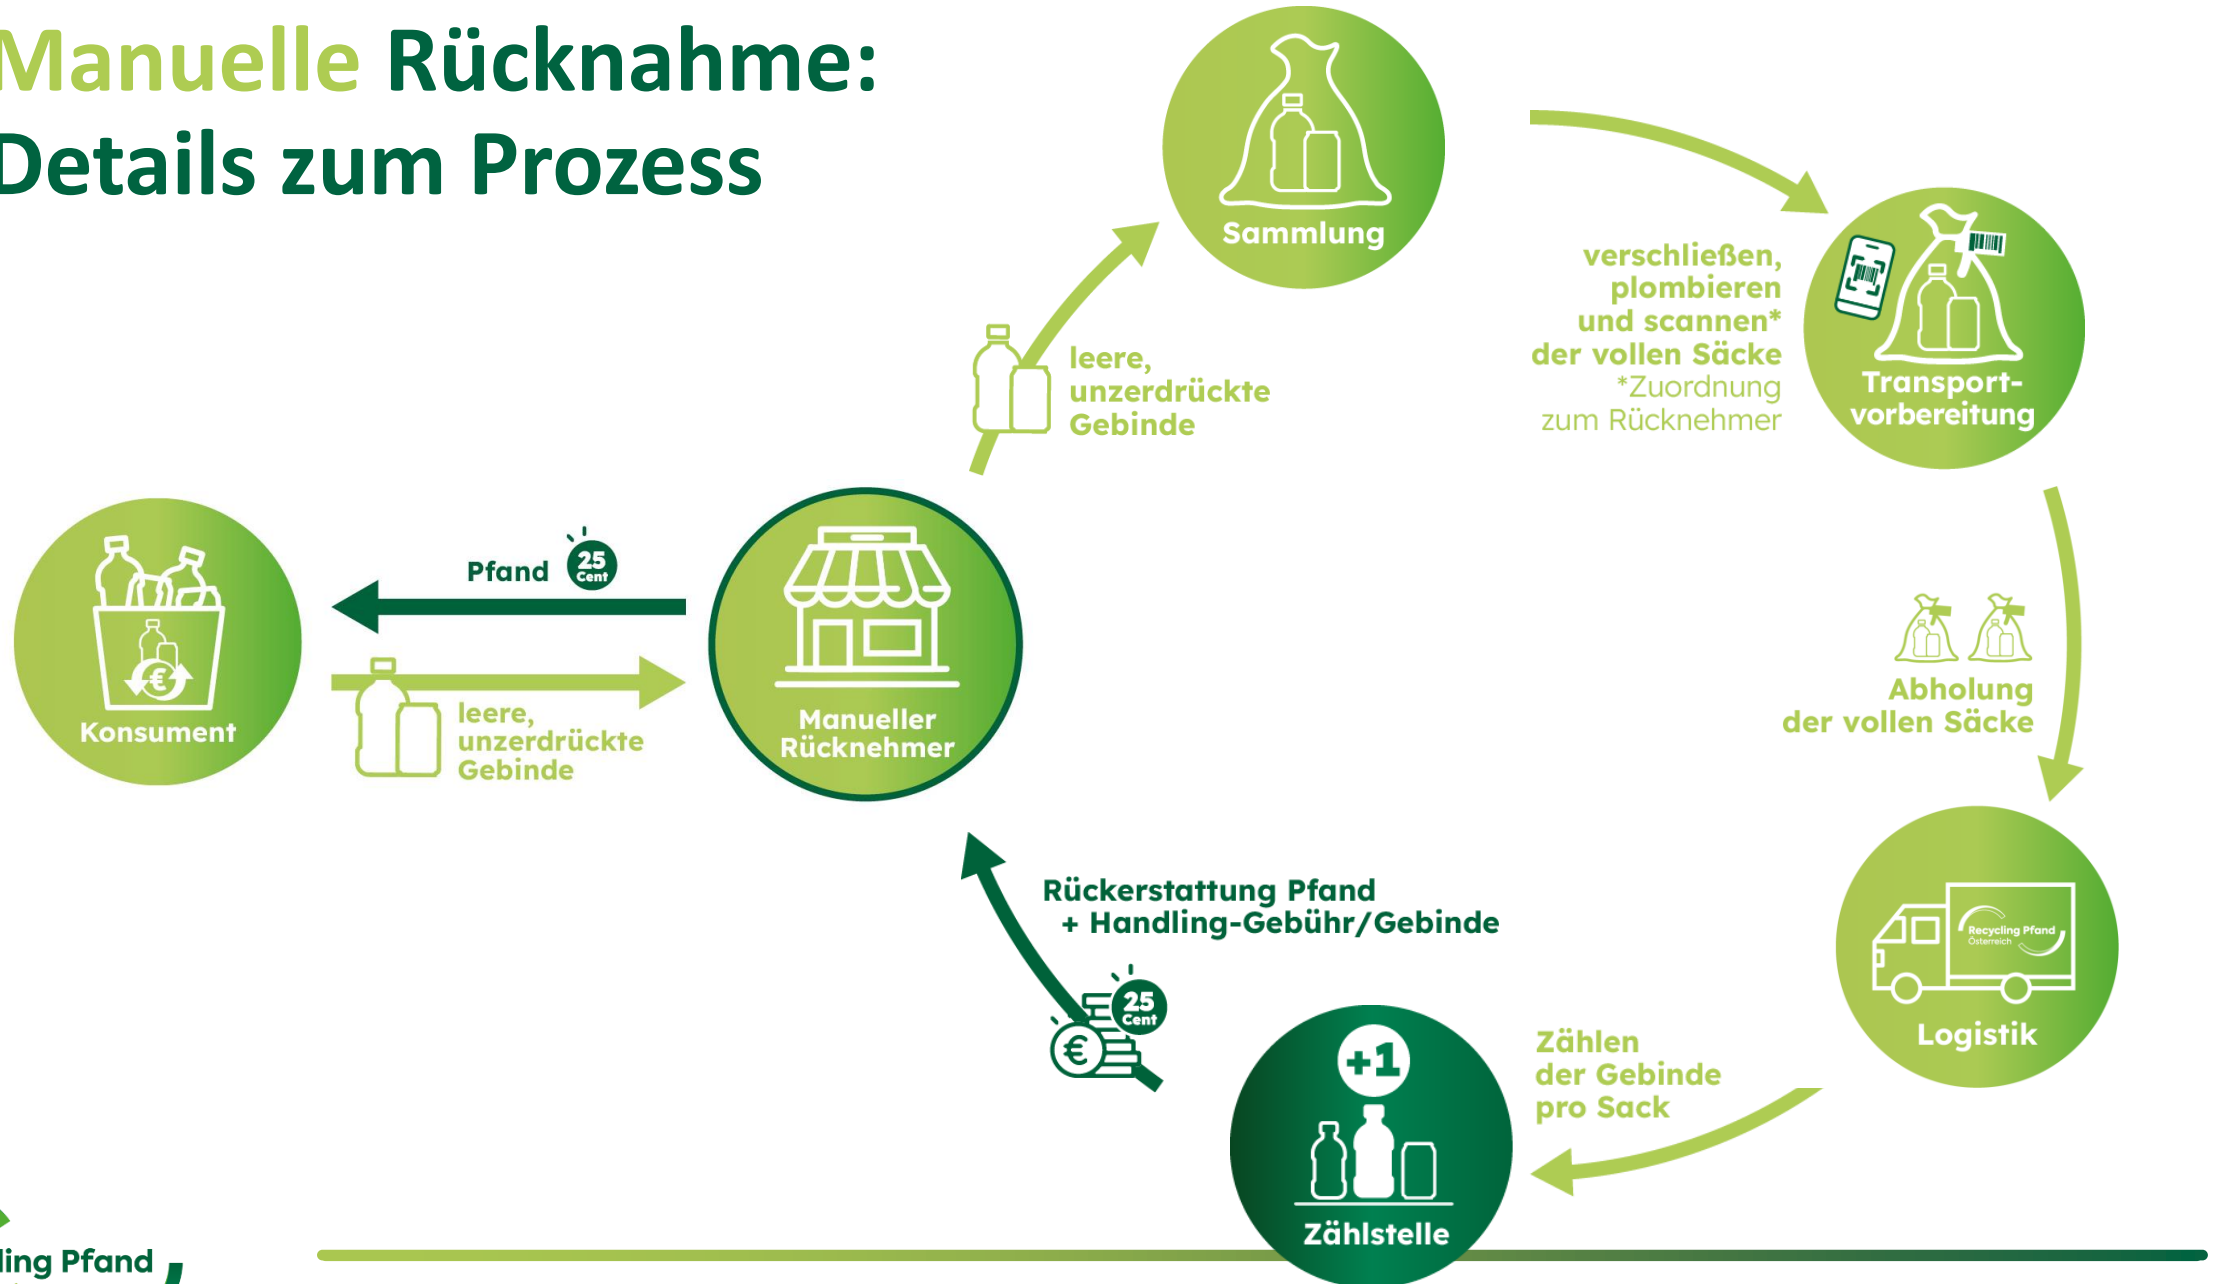 Manuelle Rücknahme:
Details zum Prozess
Sammlung
verschließen,
plombieren
und scannen*
der vollen Säcke
*Zuordnung
zum Rücknehmer
Transport-
vorbereitung
leere,
unzerdrückte
Gebinde
Pfand 25
Cent
Konsument
€
leere,
unzerdrückte
Gebinde
Manueller
Rücknehmer
Abholung
der vollen Säcke
Recycling Pfand
Österreich
Logistik
Rückerstattung Pfand
+ Handling-Gebühr/Gebinde
25
Cent
€
Zählen
der Gebinde
pro Sack
+1
Zählstelle
Pfand